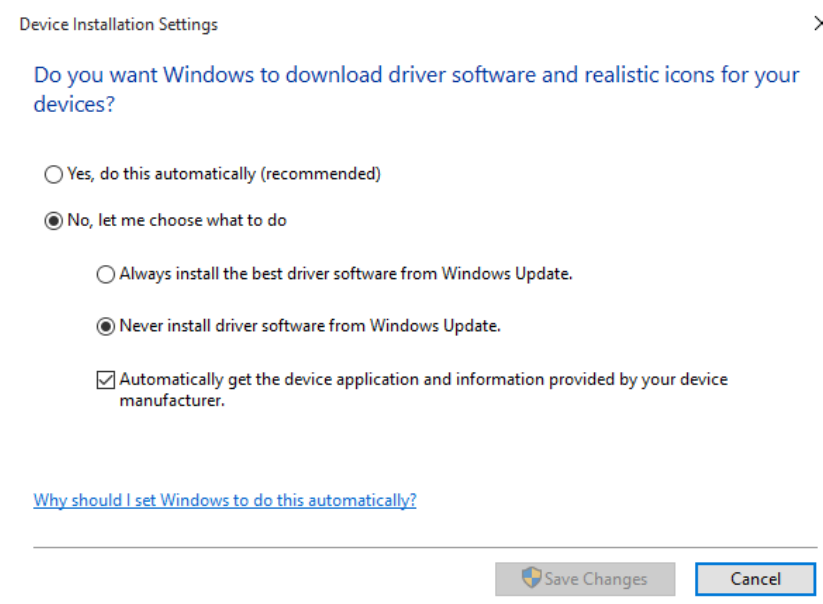 Device Installation Settings
Do you want Windows to download driver software and realistic icons for your
devices?
Yes, do this automatically (recommended)
No, let me choose what to do
Always install the best driver software from Windows Update.
Never install driver software from Windows Update.
Automatically get the device application and information provided by your device
manufacturer.
Why should I set Windows to do this automatically?
Save Changes
Cancel